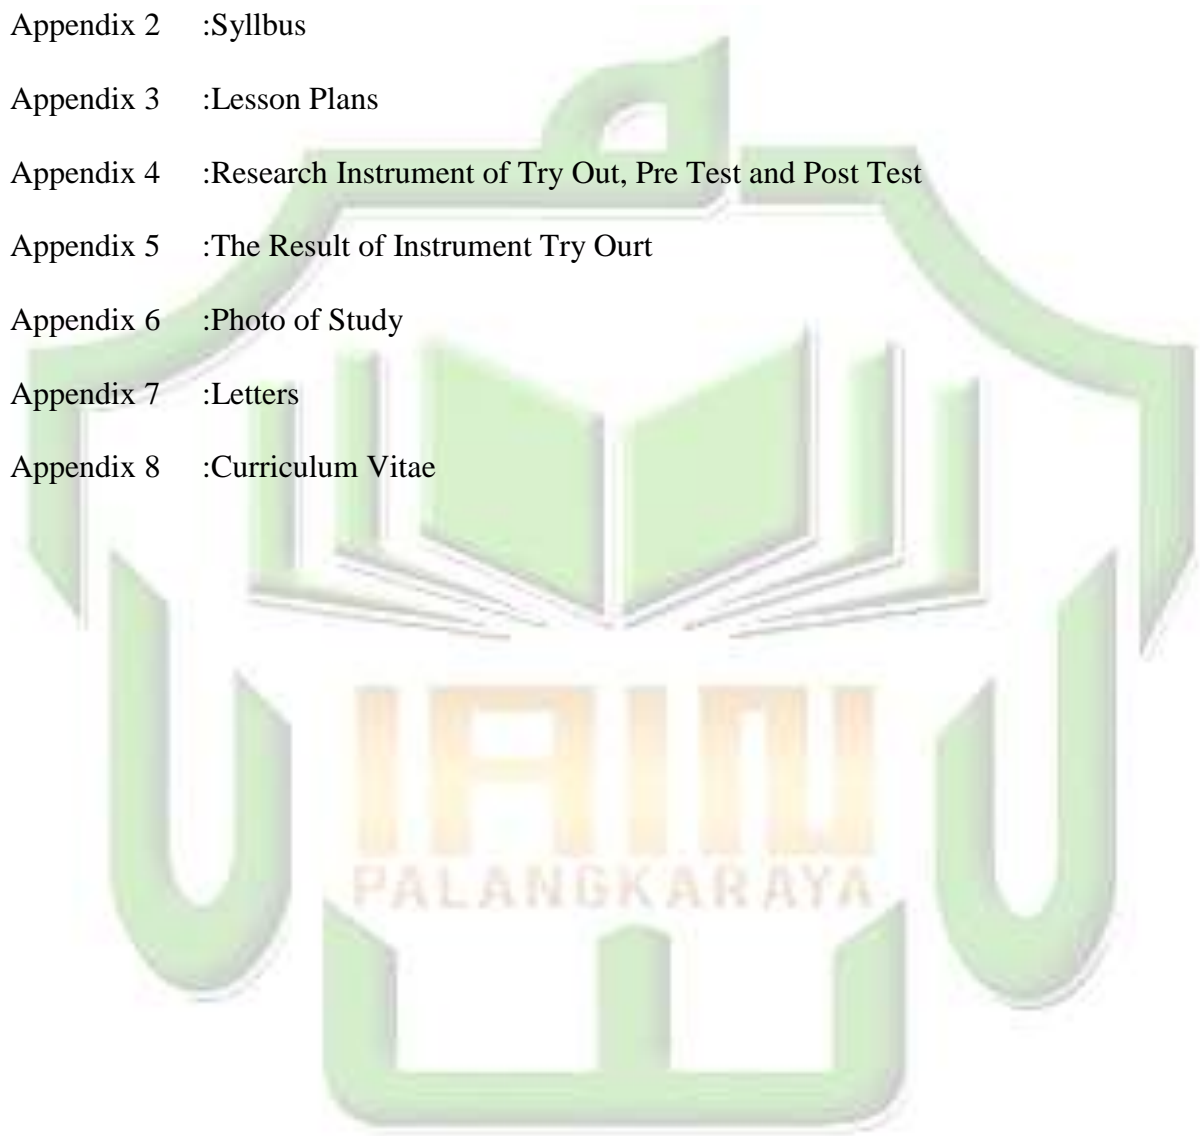 Appendix 2 :Syllbus
Appendix 3 :Lesson Plans
Appendix 4 :Research Instrument of Try Out, Pre Test and Post Test
Appendix 5 :The Result of Instrument Try Ourt
Appendix 6 :Photo of Study
Appendix 7 :Letters
Appendix 8 :Curriculum Vitae
IAIN
PALANGKARAYA